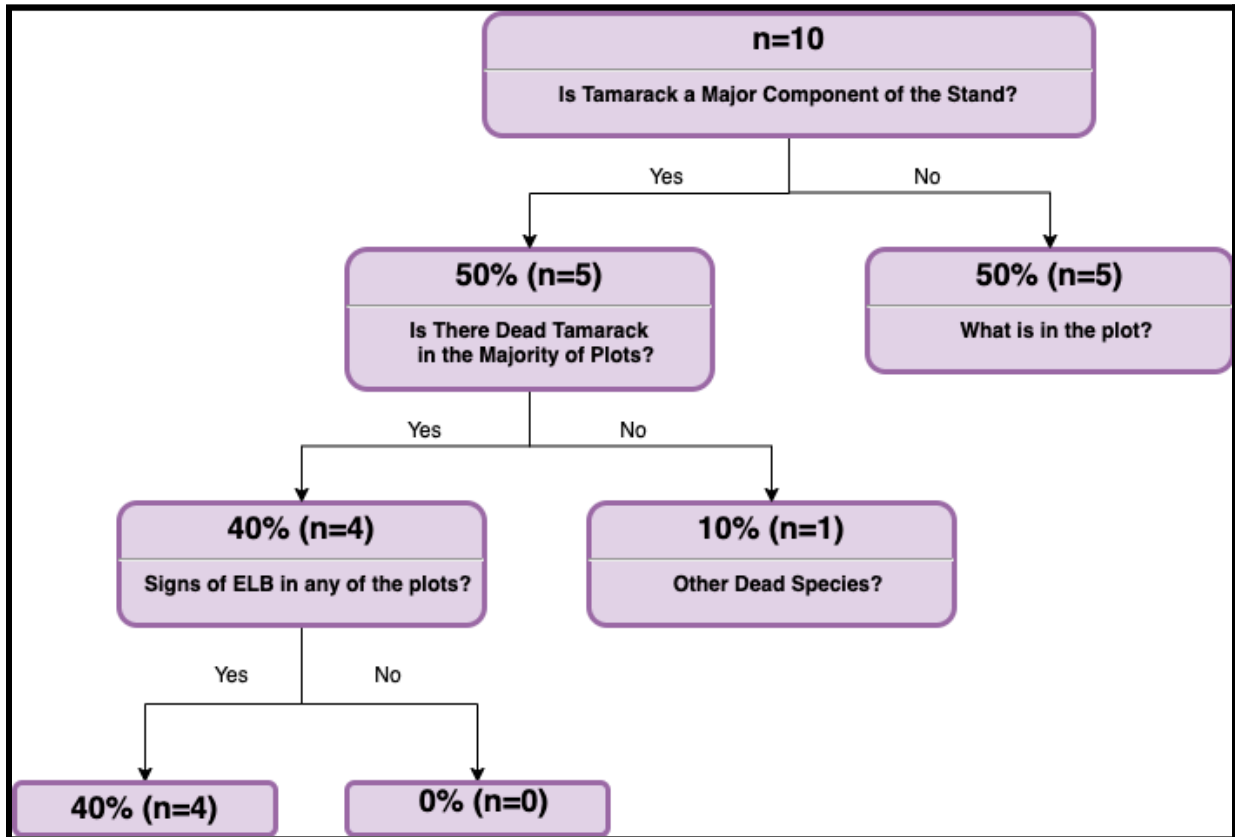 n=10
Is Tamarack a Major Component of the Stand?
Yes
No
50% (n=5)
Is There Dead Tamarack
in the Majority of Plots?
50% (n=5)
What is in the plot?
Yes
No
40% (n=4)
Signs of ELB in any of the plots?
10% (n=1)
Other Dead Species?
Yes
No
40% (n=4)
0% (n=0)